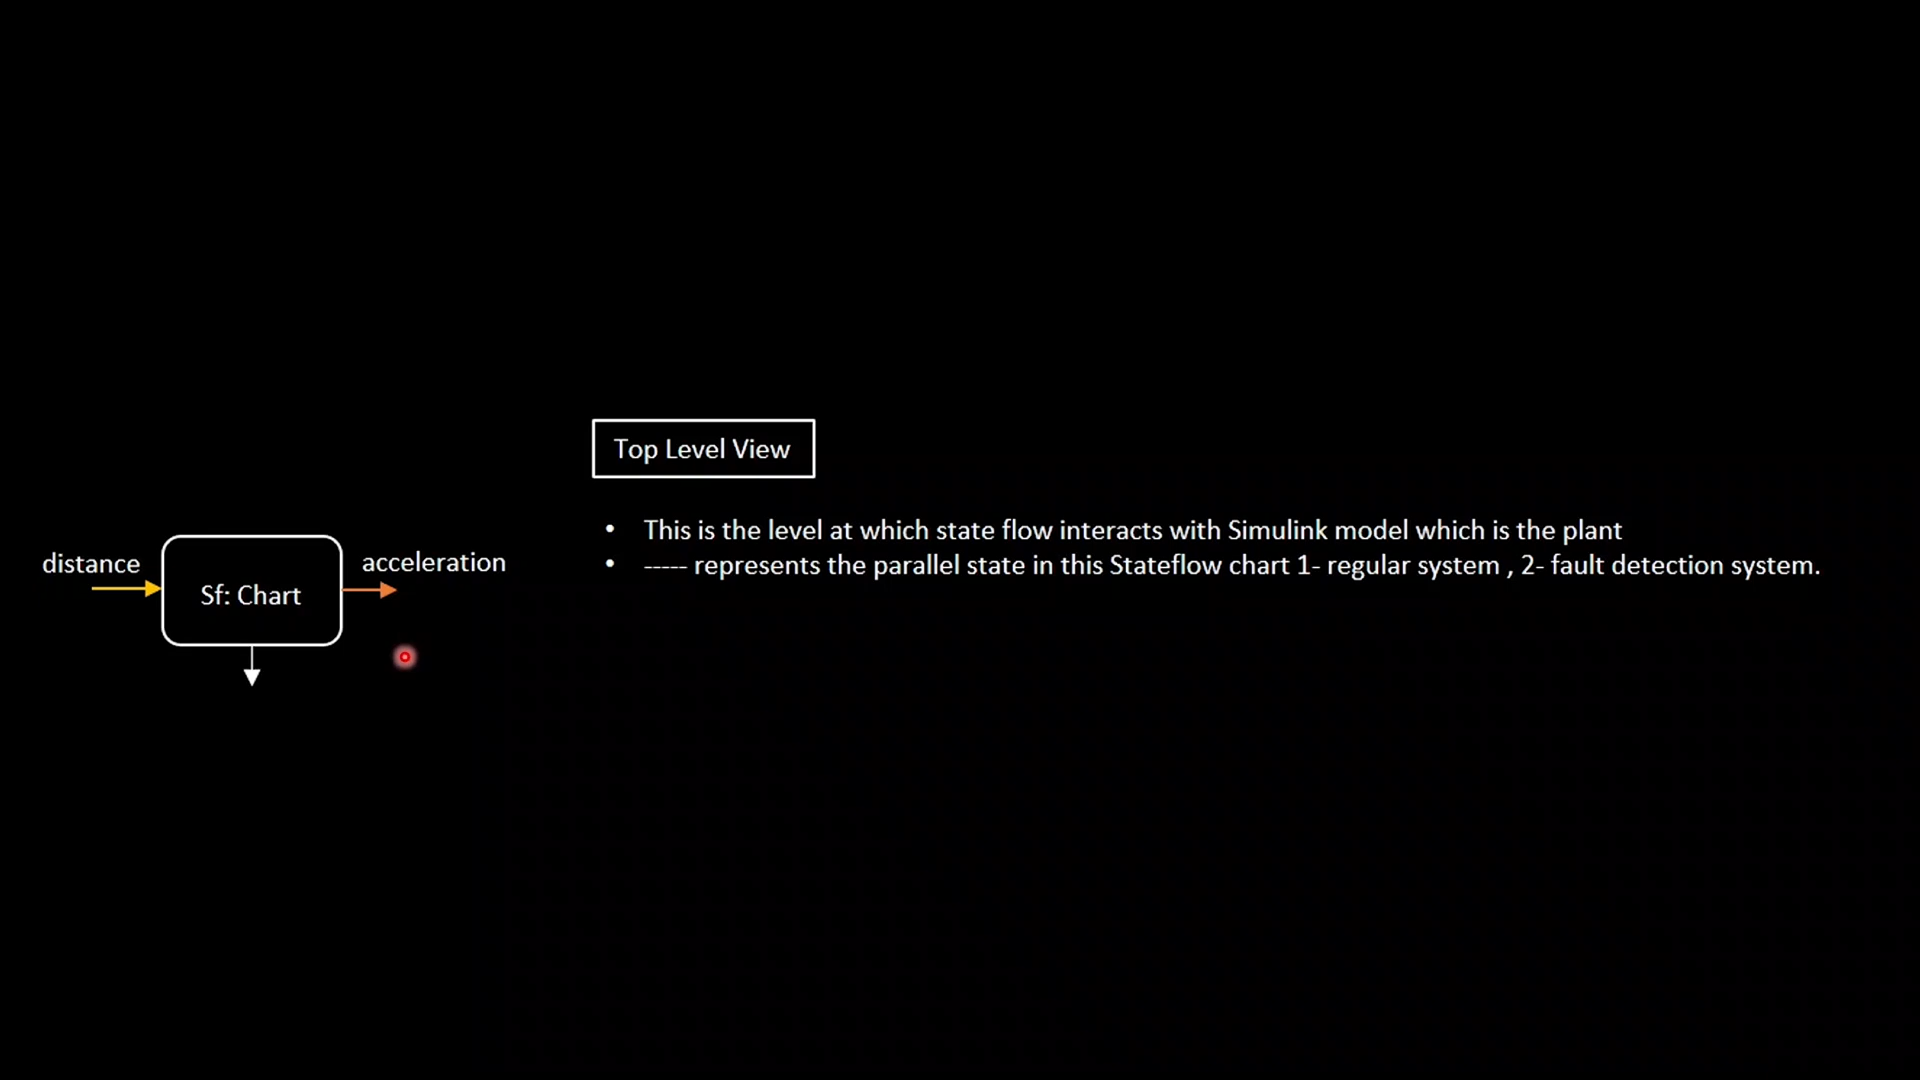 Top Level View
• This is the level at which state flow interacts with Simulink model which is the plant
• ----- represents the parallel state in this Stateflow chart 1- regular system , 2- fault detection system.
distance
Sf: Chart
acceleration